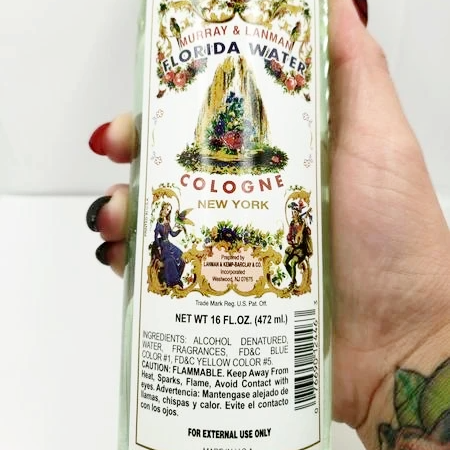 MURRAY & LANMAN
FLORIDA WATER
COLOGNE
NEW YORK
Prepared by
LANMAN & KEMP-BARCLAY & CO.
Incorporated
Westwood, NJ 07675
Trade Mark Reg. U.S. Pat. Off.
NET WT 16 FL.OZ. (472 ml.)
INGREDIENTS: ALCOHOL DENATURED,
WATER, FRAGRANCES, FD&C BLUE
COLOR #1, FD&C YELLOW COLOR #5.
CAUTION: FLAMMABLE. Keep Away From
Heat, Sparks, Flame, Avoid Contact with
eyes. Advertencia: Mantengase alejado de
llamas, chispas y calor. Evite el contacto
con los ojos.
FOR EXTERNAL USE ONLY
MADE IN U.S.A.